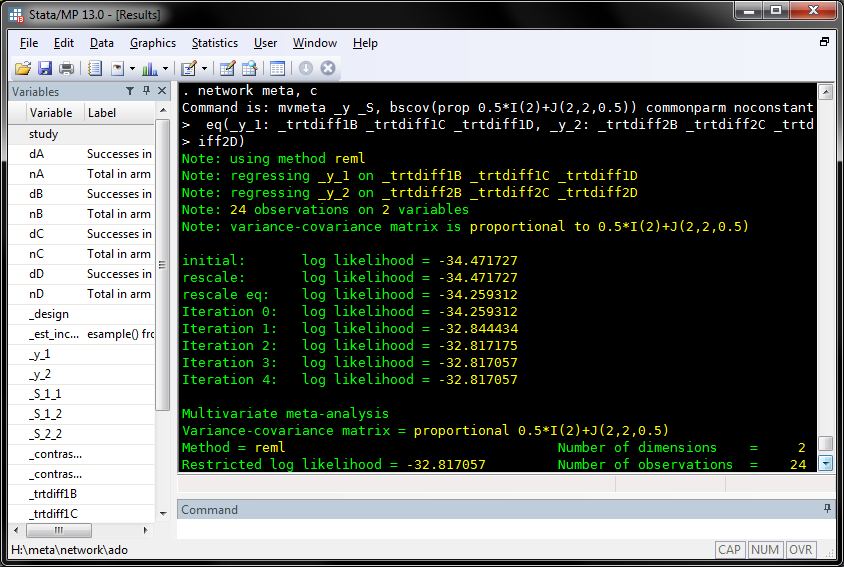 Stata/MP 13.0 - [Results]
File Edit Data Graphics Statistics User Window Help
Variables
Variable Label
study
dA Successes in
nA Total in arm
dB Successes in
nB Total in arm
dC Successes in
nC Total in arm
dD Successes in
nD Total in arm
_design
_est_inc... esample() fro
_y_1
_y_2
_S_1_1
_S_1_2
_S_2_2
_contras...
_contras...
_trtdiff1B
_trtdiff1C
. network meta, c
Command is: mvmeta _y _S, bscov(prop 0.5*I(2)+J(2,2,0.5)) commonparm noconstant
>  eq(_y_1: _trtdiff1B _trtdiff1C _trtdiff1D, _y_2: _trtdiff2B _trtdiff2C _trtd
> iff2D)
Note: using method reml
Note: regressing _y_1 on _trtdiff1B _trtdiff1C _trtdiff1D
Note: regressing _y_2 on _trtdiff2B _trtdiff2C _trtdiff2D
Note: 24 observations on 2 variables
Note: variance-covariance matrix is proportional to 0.5*I(2)+J(2,2,0.5)
initial: log likelihood = -34.471727
rescale: log likelihood = -34.471727
rescale eq: log likelihood = -34.259312
Iteration 0: log likelihood = -34.259312
Iteration 1: log likelihood = -32.844434
Iteration 2: log likelihood = -32.817175
Iteration 3: log likelihood = -32.817057
Iteration 4: log likelihood = -32.817057
Multivariate meta-analysis
Variance-covariance matrix = proportional 0.5*I(2)+J(2,2,0.5)
Method = reml Number of dimensions = 2
Restricted log likelihood = -32.817057 Number of observations = 24
Command
H:\meta\network\ado
CAP NUM OVR